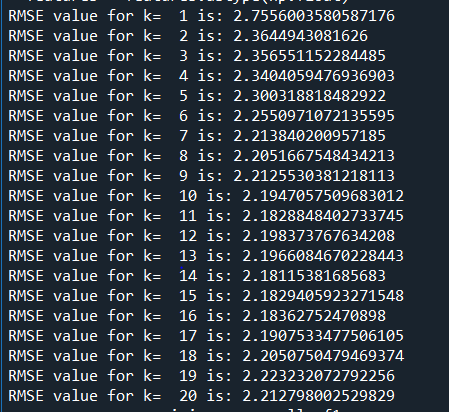 RMSE value for k=  1 is: 2.7556003580587176
RMSE value for k=  2 is: 2.3644943081626
RMSE value for k=  3 is: 2.356551152284485
RMSE value for k=  4 is: 2.3404059476936903
RMSE value for k=  5 is: 2.300318818482922
RMSE value for k=  6 is: 2.2550971072135595
RMSE value for k=  7 is: 2.213840200957185
RMSE value for k=  8 is: 2.2051667548434213
RMSE value for k=  9 is: 2.2125530381218113
RMSE value for k=  10 is: 2.1947057509683012
RMSE value for k=  11 is: 2.1828848402733745
RMSE value for k=  12 is: 2.198373767634208
RMSE value for k=  13 is: 2.1966084670228443
RMSE value for k=  14 is: 2.18115381685683
RMSE value for k=  15 is: 2.1829405923271548
RMSE value for k=  16 is: 2.18362752470898
RMSE value for k=  17 is: 2.1907533477506105
RMSE value for k=  18 is: 2.2050750479469374
RMSE value for k=  19 is: 2.223232072792256
RMSE value for k=  20 is: 2.212798002529829